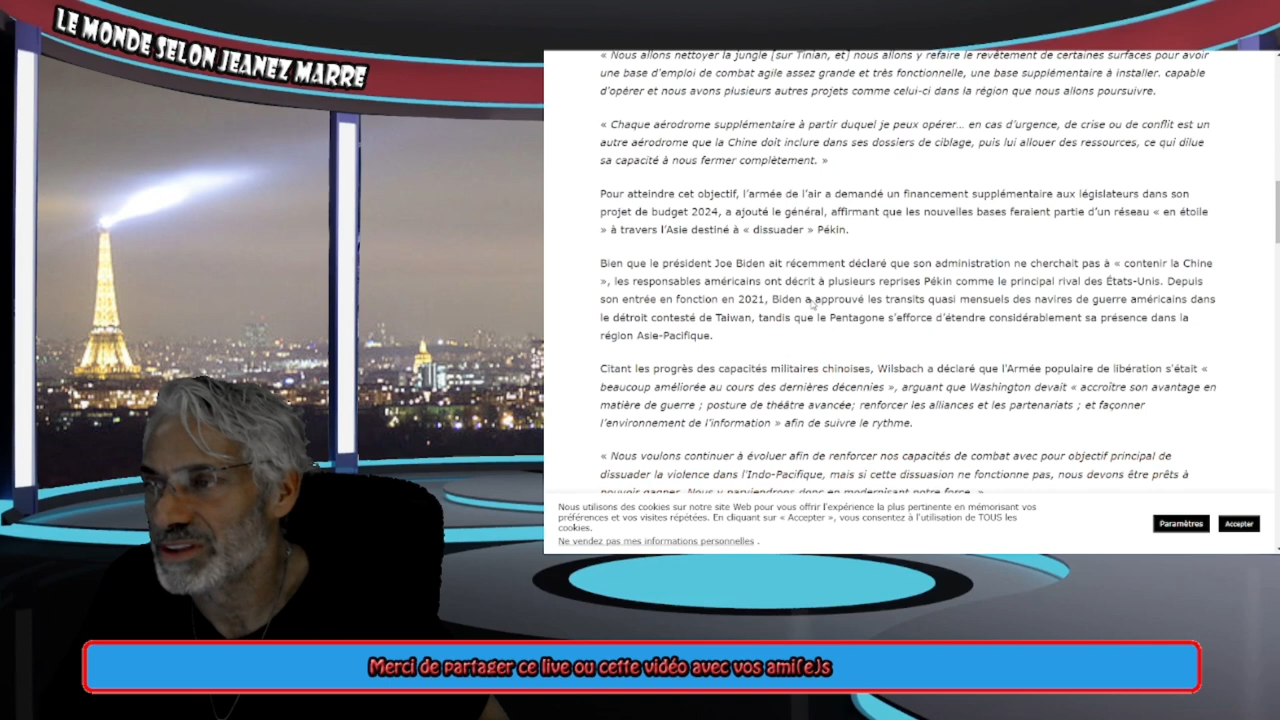 LE MONDE SELON JEANEZ MARRE
« Nous allons nettoyer la jungle [sur Tinian, et] nous allons y refaire le revêtement de certaines surfaces pour avoir
une base d'emploi de combat agile assez grande et très fonctionnelle, une base supplémentaire à installer. capable
d'opérer et nous avons plusieurs autres projets comme celui-ci dans la région que nous allons poursuivre.
« Chaque aérodrome supplémentaire à partir duquel je peux opérer... en cas d'urgence, de crise ou de conflit est un
autre aérodrome que la Chine doit inclure dans ses dossiers de ciblage, puis lui allouer des ressources, ce qui dilue
sa capacité à nous fermer complètement. »
Pour atteindre cet objectif, l'armée de l'air a demandé un financement supplémentaire aux législateurs dans son
projet de budget 2024, a ajouté le général, affirmant que les nouvelles bases feraient partie d'un réseau « en étoile
» à travers l'Asie destiné à « dissuader » Pékin.
Bien que le président Joe Biden ait récemment déclaré que son administration ne cherchait pas à « contenir la Chine
», les responsables américains ont décrit à plusieurs reprises Pékin comme le principal rival des États-Unis. Depuis
son entrée en fonction en 2021, Biden a approuvé les transits quasi mensuels des navires de guerre américains dans
le détroit contesté de Taiwan, tandis que le Pentagone s'efforce d'étendre considérablement sa présence dans la
région Asie-Pacifique.
Citant les progrès des capacités militaires chinoises, Wilsbach a déclaré que l'Armée populaire de libération s'était «
beaucoup améliorée au cours des dernières décennies », arguant que Washington devait « accroître son avantage en
matière de guerre ; posture de théâtre avancée; renforcer les alliances et les partenariats ; et façonner
l'environnement de l'information » afin de suivre le rythme.
« Nous voulons continuer à évoluer afin de renforcer nos capacités de combat avec pour objectif principal de
dissuader la violence dans l'Indo-Pacifique, mais si cette dissuasion ne fonctionne pas, nous devons être prêts à
pouvoir gagner. Nous y parviendrons donc en modernisant notre force. »
Nous utilisons des cookies sur notre site Web pour vous offrir l'expérience la plus pertinente en mémorisant vos
préférences et vos visites répétées. En cliquant sur « Accepter », vous consentez à l'utilisation de TOUS les
cookies.
Ne vendez pas mes informations personnelles .
Paramètres
Accepter
Merci de partager ce live ou cette vidéo avec vos ami(e)s